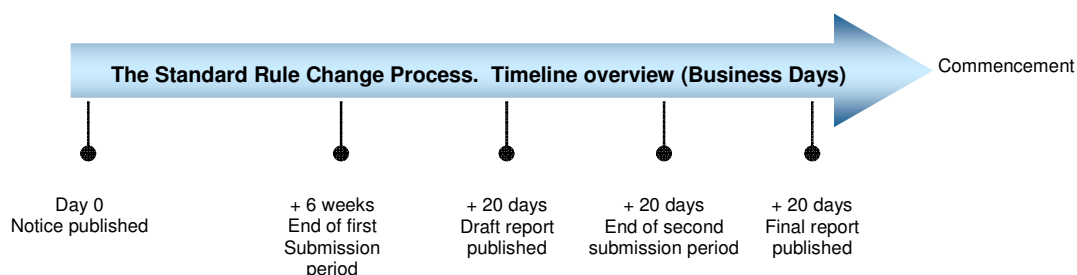 The Standard Rule Change Process. Timeline overview (Business Days)
Commencement
Day 0
Notice published
+ 6 weeks
End of first
Submission
period
+ 20 days
Draft report
published
+ 20 days
End of second
submission period
+ 20 days
Final report
published